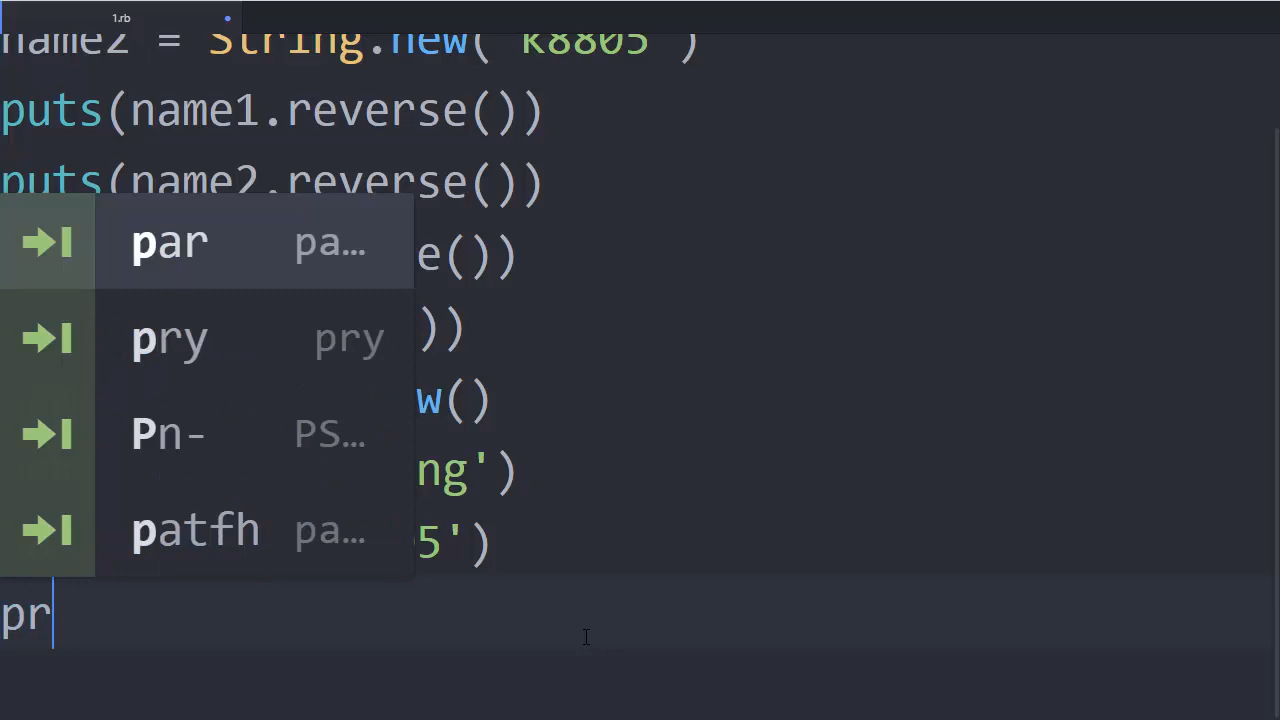 1.rb
name2 = String.new('k8805')
puts(name1.reverse())
puts(name2.reverse())
par pa… e())
pry pry ))
w()
Pn- PS… ng')
patfh pa… 5')
pr